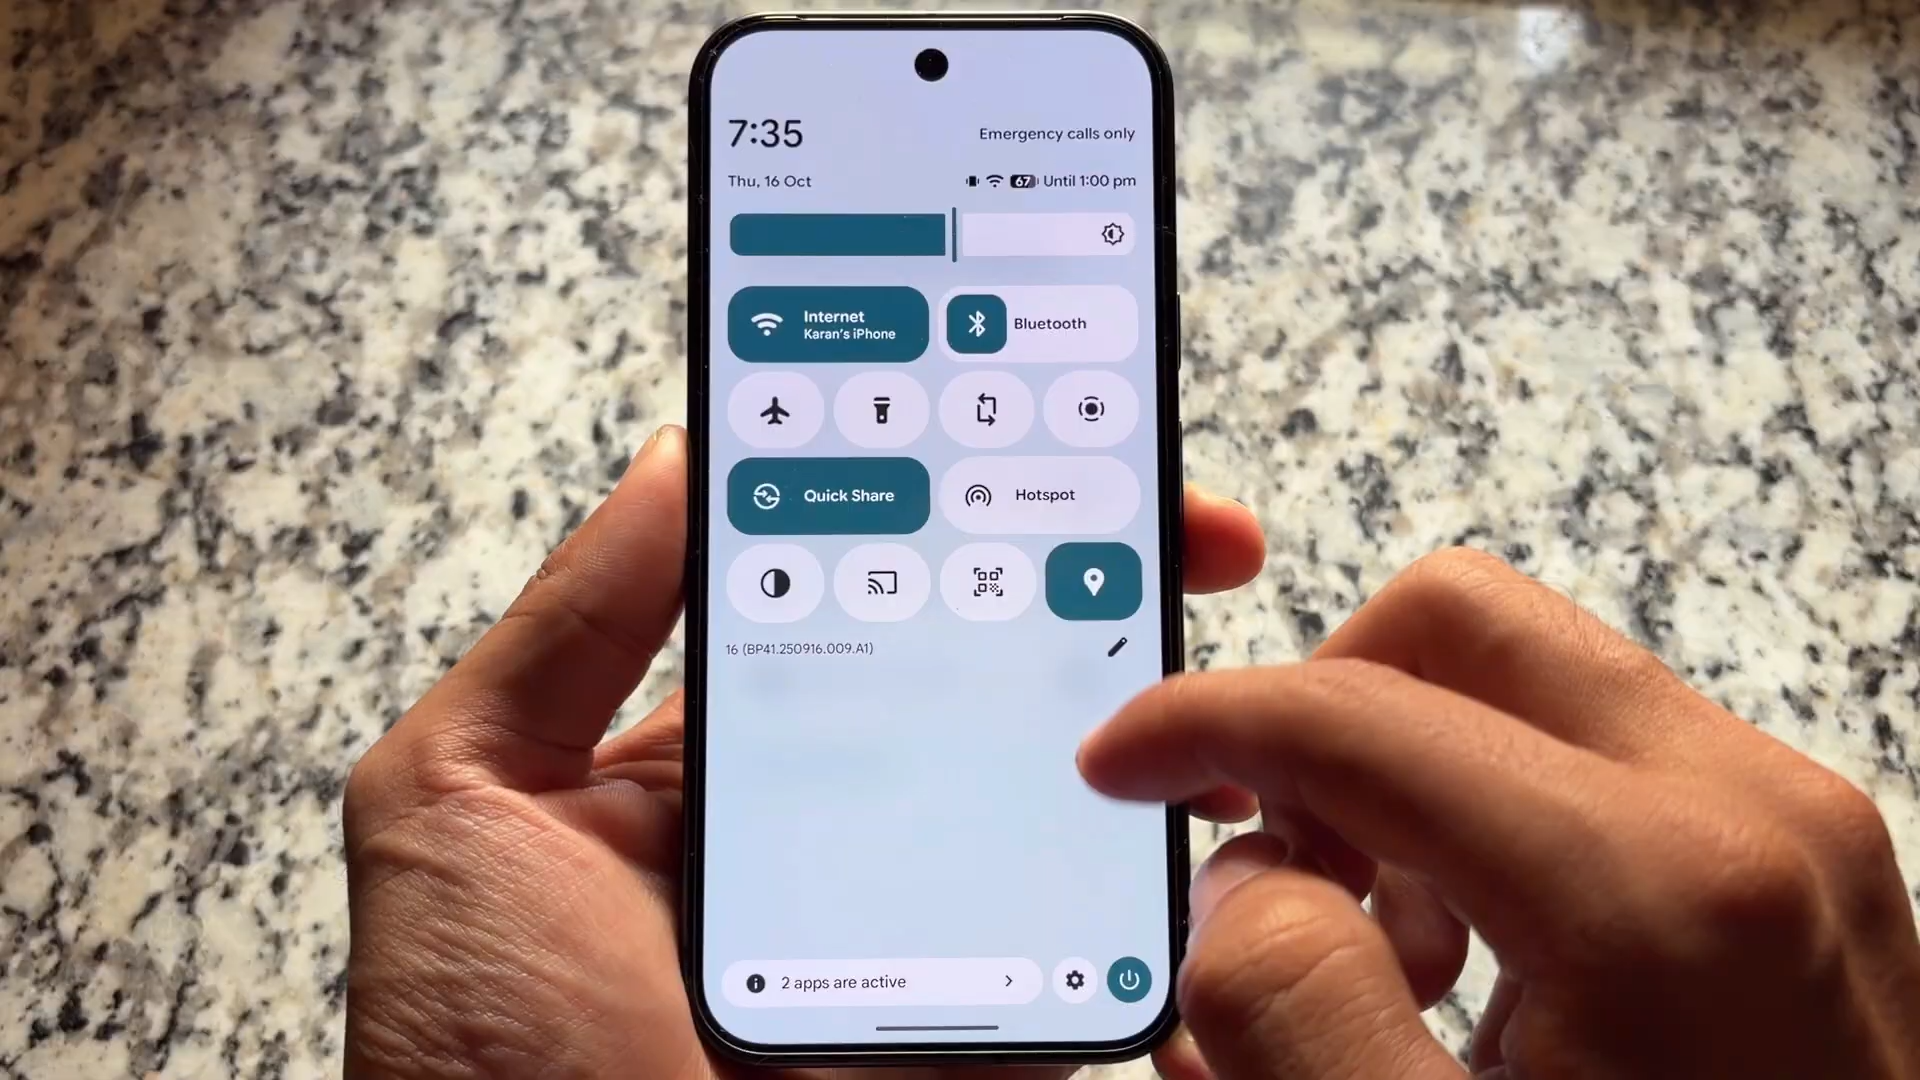 7:35
Emergency calls only
Thu, 16 Oct
67 Until 1:00 pm
Internet
Karan's iPhone
Bluetooth
Quick Share
Hotspot
16 (BP41.250916.009.A1)
2 apps are active